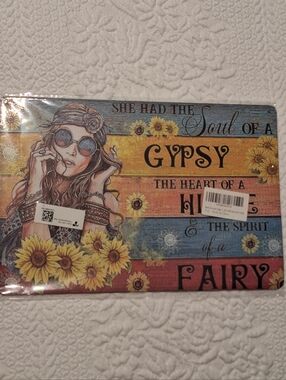 SHE HAD THE
Soul OF A
GYPSY
THE HEART OF A
& THE SPIRIT
of a
FAIRY